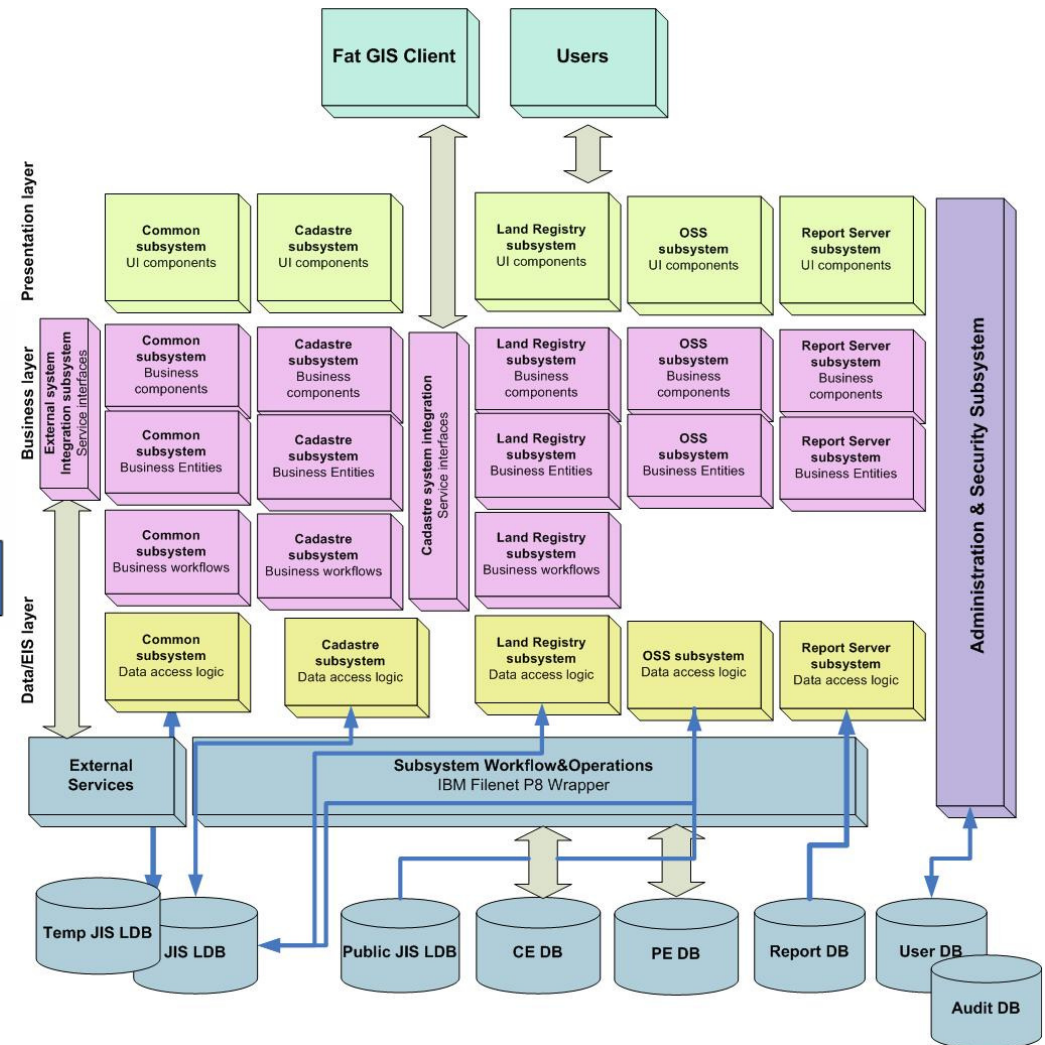 Fat GIS Client
Users
Presentation layer
Common
subsystem
UI components
Cadastre
subsystem
UI components
Land Registry
subsystem
UI components
OSS
subsystem
UI components
Report Server
subsystem
UI components
Business layer
External system
Integration subsystem
Service interfaces
Common
subsystem
Business
components
Cadastre
subsystem
Business
components
Cadastre system integration
Service interfaces
Land Registry
subsystem
Business
components
OSS
subsystem
Business
components
Report Server
subsystem
Business
components
Common
subsystem
Business Entities
Cadastre
subsystem
Business Entities
Land Registry
subsystem
Business Entities
OSS
subsystem
Business Entities
Report Server
subsystem
Business Entities
Common
subsystem
Business workflows
Cadastre
subsystem
Business workflows
Land Registry
subsystem
Business workflows
Administration & Security Subsystem
Data/EIS layer
Common
subsystem
Data access logic
Cadastre
subsystem
Data access logic
Land Registry
subsystem
Data access logic
OSS subsystem
Data access logic
Report Server
subsystem
Data access logic
External
Services
Subsystem Workflow&Operations
IBM Filenet P8 Wrapper
Temp JIS LDB
JIS LDB
Public JIS LDB
CE DB
PE DB
Report DB
User DB
Audit DB